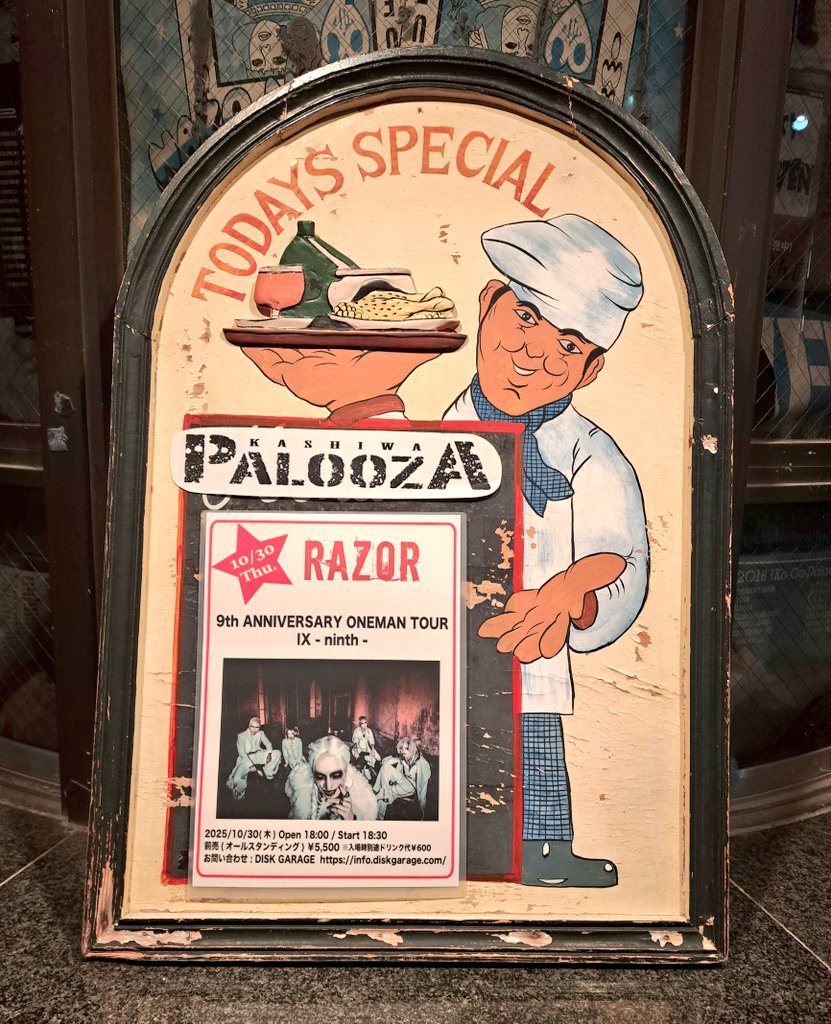 TODAY'S SPECIAL
KASHIWA
PALOOZA
10/30
Thu.
RAZOR
9th ANNIVERSARY ONEMAN TOUR
IX - ninth -
2025/10/30(木) Open 18:00 / Start 18:30
前売 ( オールスタンディング ) ¥5,500 ※入場時別途ドリンク代¥600
お問い合わせ : DISK GARAGE https://info.diskgarage.com/